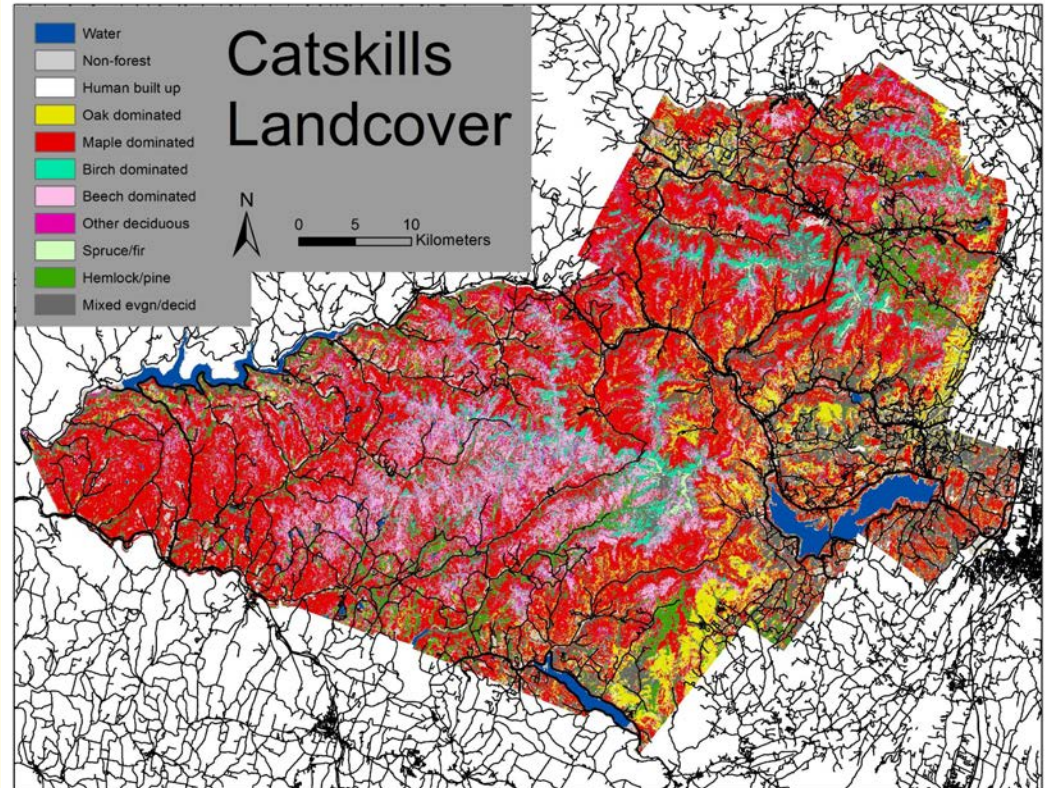 Catskills
Landcover
Water
Non-forest
Human built up
Oak dominated
Maple dominated
Birch dominated
Beech dominated
Other deciduous
Spruce/fir
Hemlock/pine
Mixed evgn/decid
N
0 5 10
Kilometers